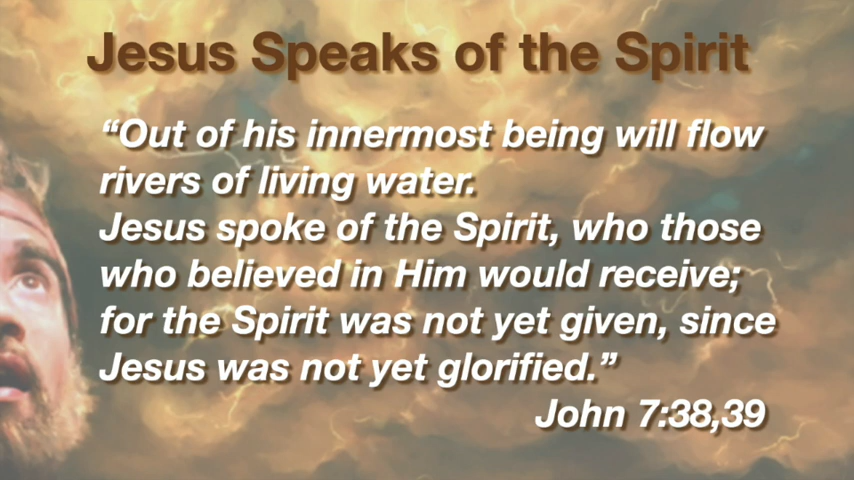 Jesus Speaks of the Spirit
“Out of his innermost being will flow
rivers of living water.
Jesus spoke of the Spirit, who those
who believed in Him would receive;
for the Spirit was not yet given, since
Jesus was not yet glorified.”
John 7:38,39